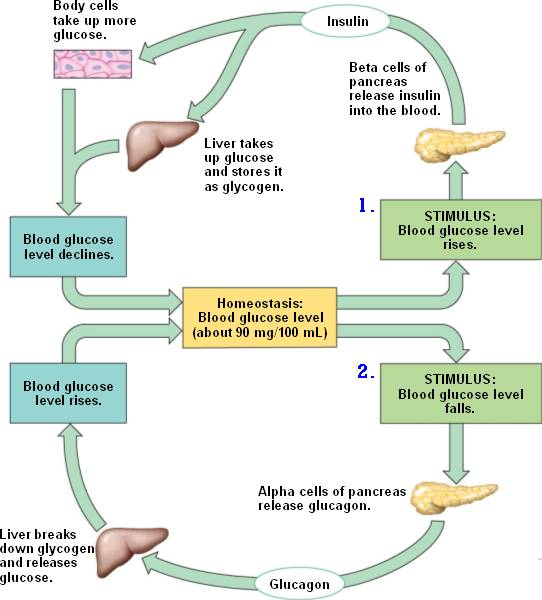 Body cells
take up more
glucose.
Insulin
Beta cells of
pancreas
release insulin
into the blood.
Liver takes
up glucose
and stores it
as glycogen.
1.
STIMULUS:
Blood glucose level
rises.
Blood glucose
level declines.
Homeostasis:
Blood glucose level
(about 90 mg/100 mL)
Blood glucose
level rises.
2.
STIMULUS:
Blood glucose level
falls.
Alpha cells of pancreas
release glucagon.
Liver breaks
down glycogen
and releases
glucose.
Glucagon